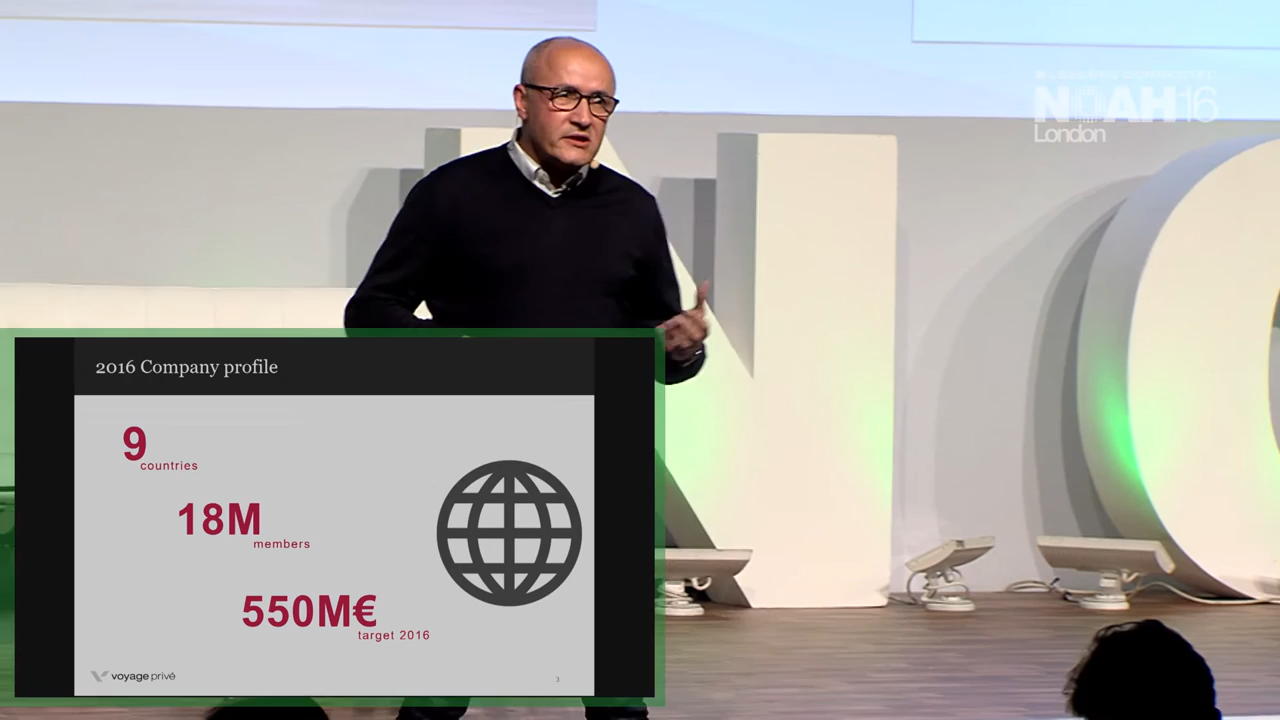 NOAH16
London
2016 Company profile
9
countries
18M
members
550M€
target 2016
voyage privé
3